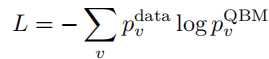 L = − ∑_v p_v^data log p_v^QBM